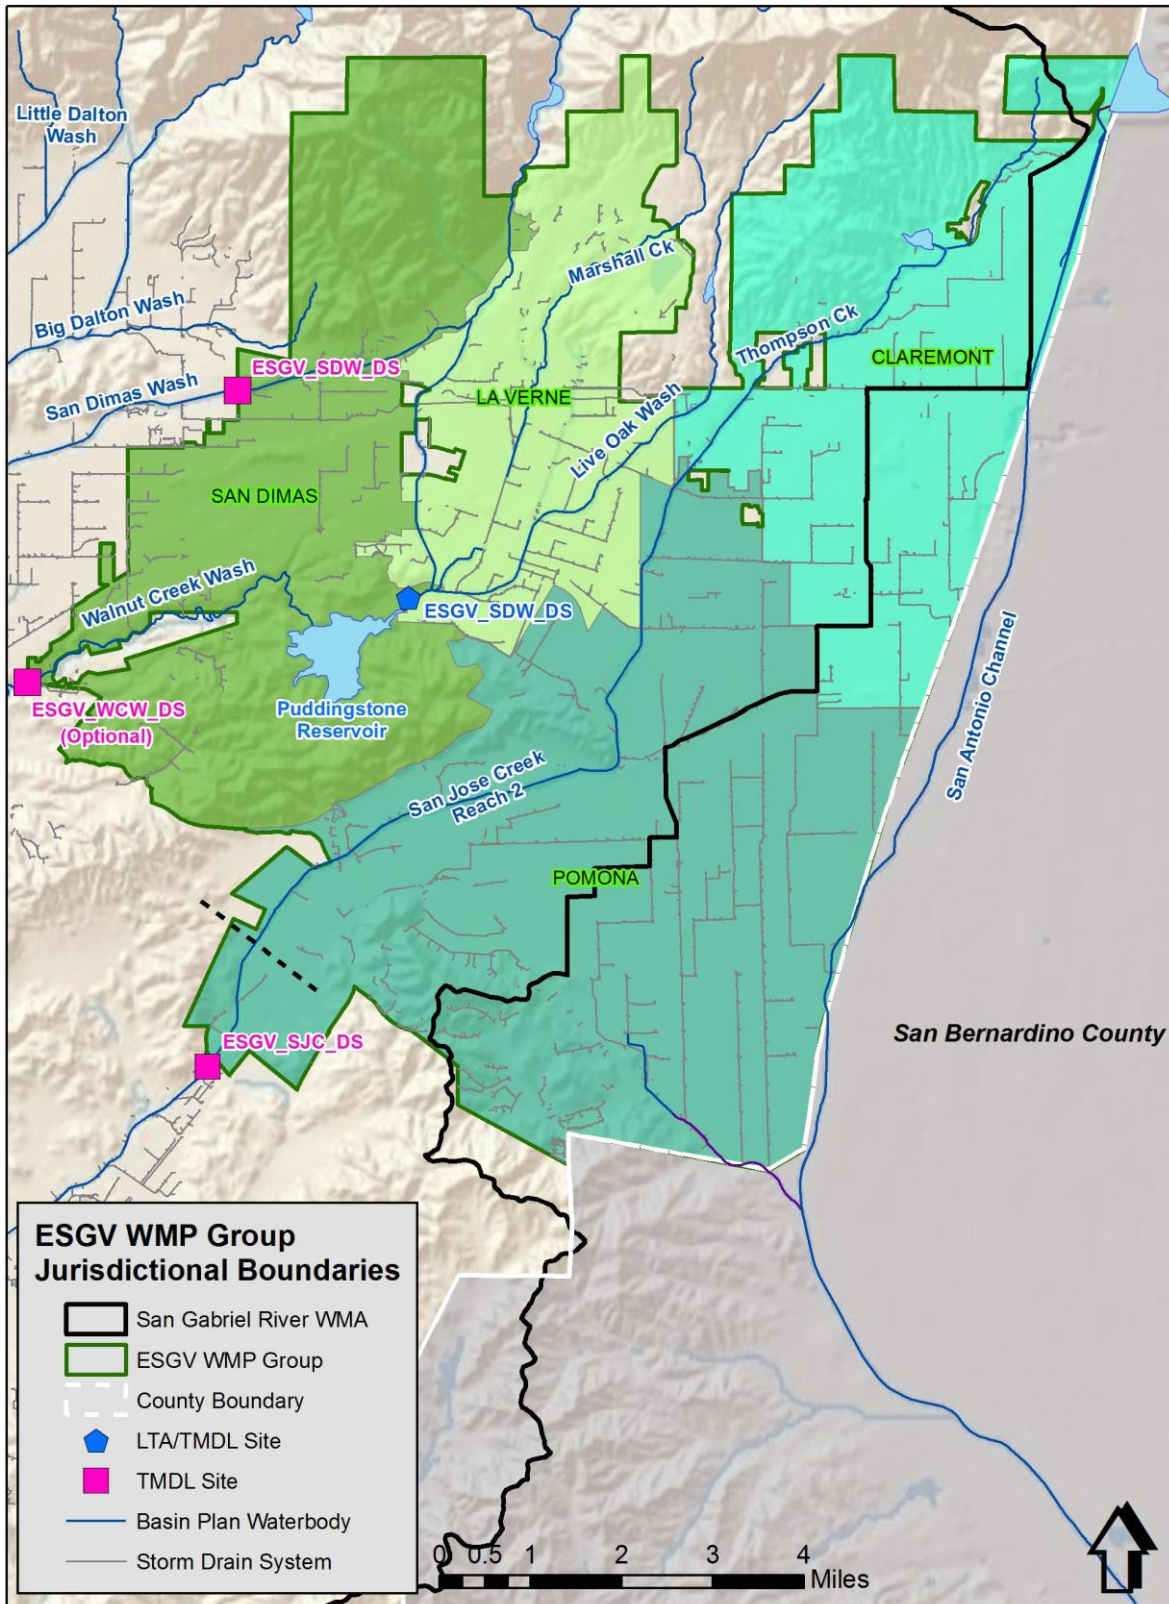 Little Dalton
Wash
Big Dalton Wash
San Dimas Wash
ESGV_SDW_DS
Marshall Ck
Thompson Ck
CLAREMONT
LA VERNE
Live Oak Wash
SAN DIMAS
Walnut Creek Wash
ESGV_SDW_DS
ESGV_WCW_DS
(Optional)
Puddingstone
Reservoir
San Antonio Channel
San Jose Creek
Reach 2
POMONA
ESGV_SJC_DS
San Bernardino County
ESGV WMP Group
Jurisdictional Boundaries
San Gabriel River WMA
ESGV WMP Group
County Boundary
LTA/TMDL Site
TMDL Site
Basin Plan Waterbody
Storm Drain System
0 0.5 1 2 3 4
Miles